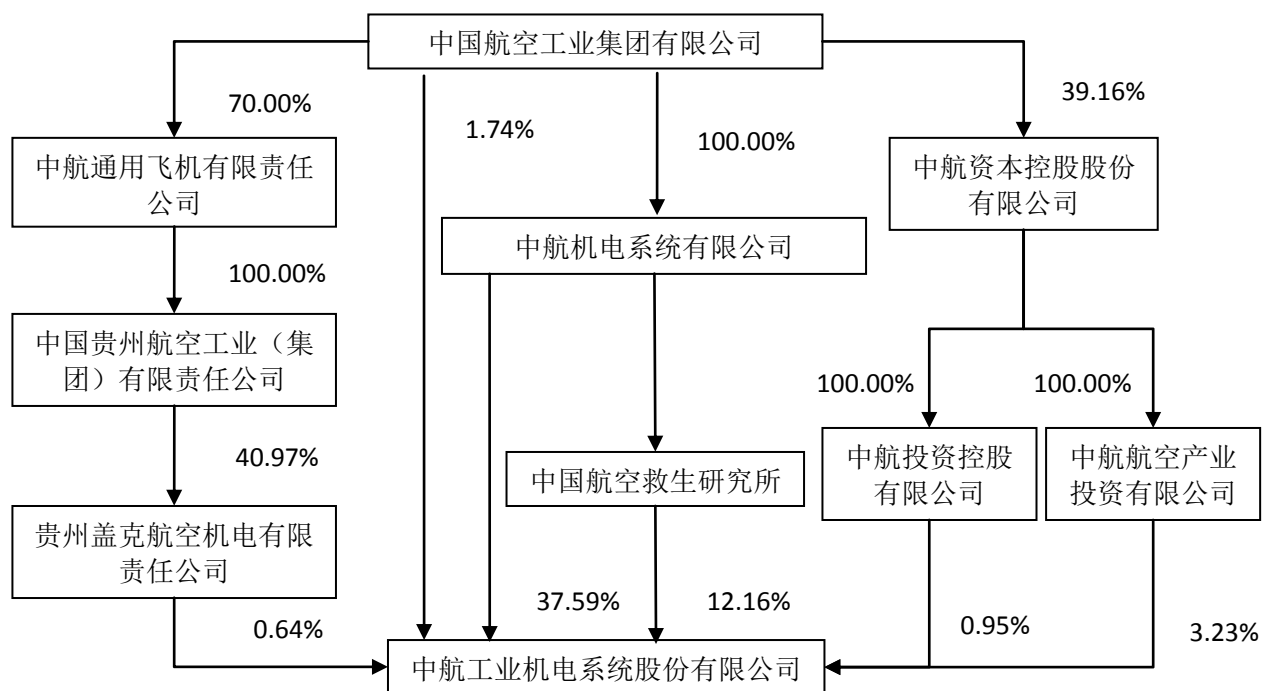 中国航空工业集团有限公司
70.00%
1.74%
100.00%
39.16%
中航通用飞机有限责任
公司
中航资本控股股份
有限公司
中航机电系统有限公司
100.00%
中国贵州航空工业（集
团）有限责任公司
100.00%
100.00%
40.97%
中国航空救生研究所
中航投资控股
有限公司
中航航空产业
投资有限公司
贵州盖克航空机电有限
责任公司
0.64%
37.59%
12.16%
0.95%
3.23%
中航工业机电系统股份有限公司